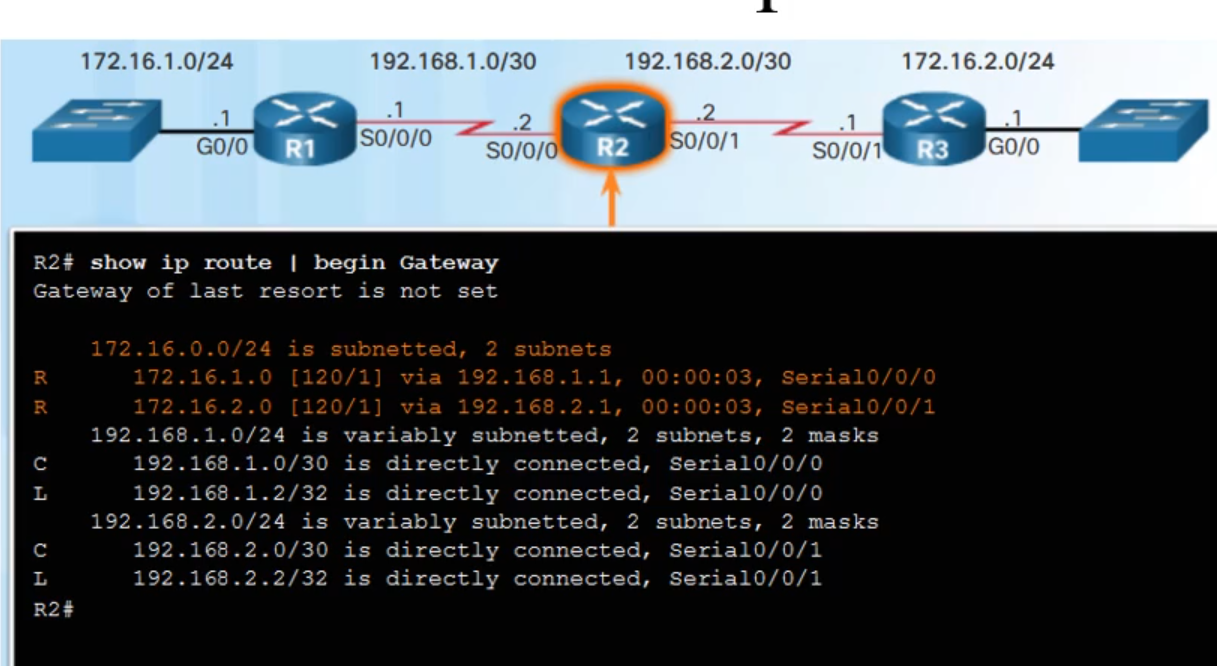 172.16.1.0/24 192.168.1.0/30 192.168.2.0/30 172.16.2.0/24
.1 .1 .2 .2 .1 .1
G0/0 R1 S0/0/0 S0/0/0 R2 S0/0/1 S0/0/1 R3 G0/0
R2# show ip route | begin Gateway
Gateway of last resort is not set
172.16.0.0/24 is subnetted, 2 subnets
R 172.16.1.0 [120/1] via 192.168.1.1, 00:00:03, Serial0/0/0
R 172.16.2.0 [120/1] via 192.168.2.1, 00:00:03, Serial0/0/1
192.168.1.0/24 is variably subnetted, 2 subnets, 2 masks
C 192.168.1.0/30 is directly connected, Serial0/0/0
L 192.168.1.2/32 is directly connected, Serial0/0/0
192.168.2.0/24 is variably subnetted, 2 subnets, 2 masks
C 192.168.2.0/30 is directly connected, Serial0/0/1
L 192.168.2.2/32 is directly connected, Serial0/0/1
R2#